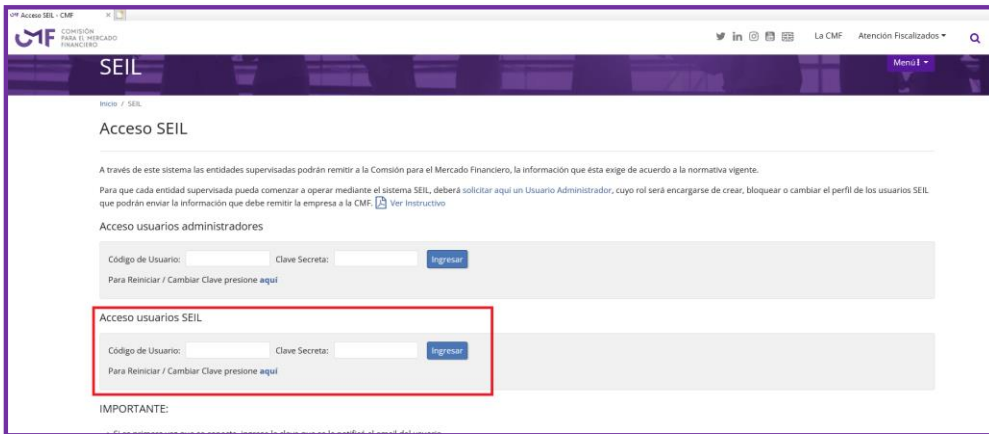 Acceso SEIL - CMF
CMF COMISIÓN
PARA EL MERCADO
FINANCIERO
La CMF Atención Fiscalizados
SEIL
Menú
Inicio / SEIL
Acceso SEIL
A través de este sistema las entidades supervisadas podrán remitir a la Comsión para el Mercado Financiero, la información que ésta exige de acuerdo a la normativa vigente.
Para que cada entidad supervisada pueda comenzar a operar mediante el sistema SEIL, deberá solicitar aquí un Usuario Administrador, cuyo rol será encargarse de crear, bloquear o cambiar el perfil de los usuarios SEIL
que podrán enviar la información que debe remitir la empresa a la CMF. Ver Instructivo
Acceso usuarios administradores
Código de Usuario: Clave Secreta: Ingresar
Para Reiniciar / Cambiar Clave presione aquí
Acceso usuarios SEIL
Código de Usuario: Clave Secreta: Ingresar
Para Reiniciar / Cambiar Clave presione aquí
IMPORTANTE: